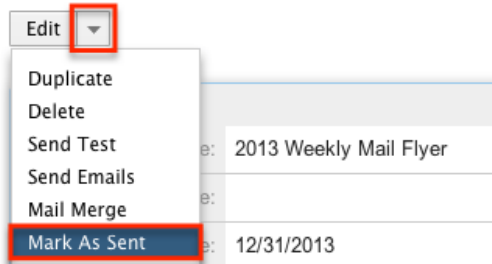 Edit
Duplicate
Delete
Send Test
e: 2013 Weekly Mail Flyer
Send Emails
e:
Mail Merge
Mark As Sent
e: 12/31/2013